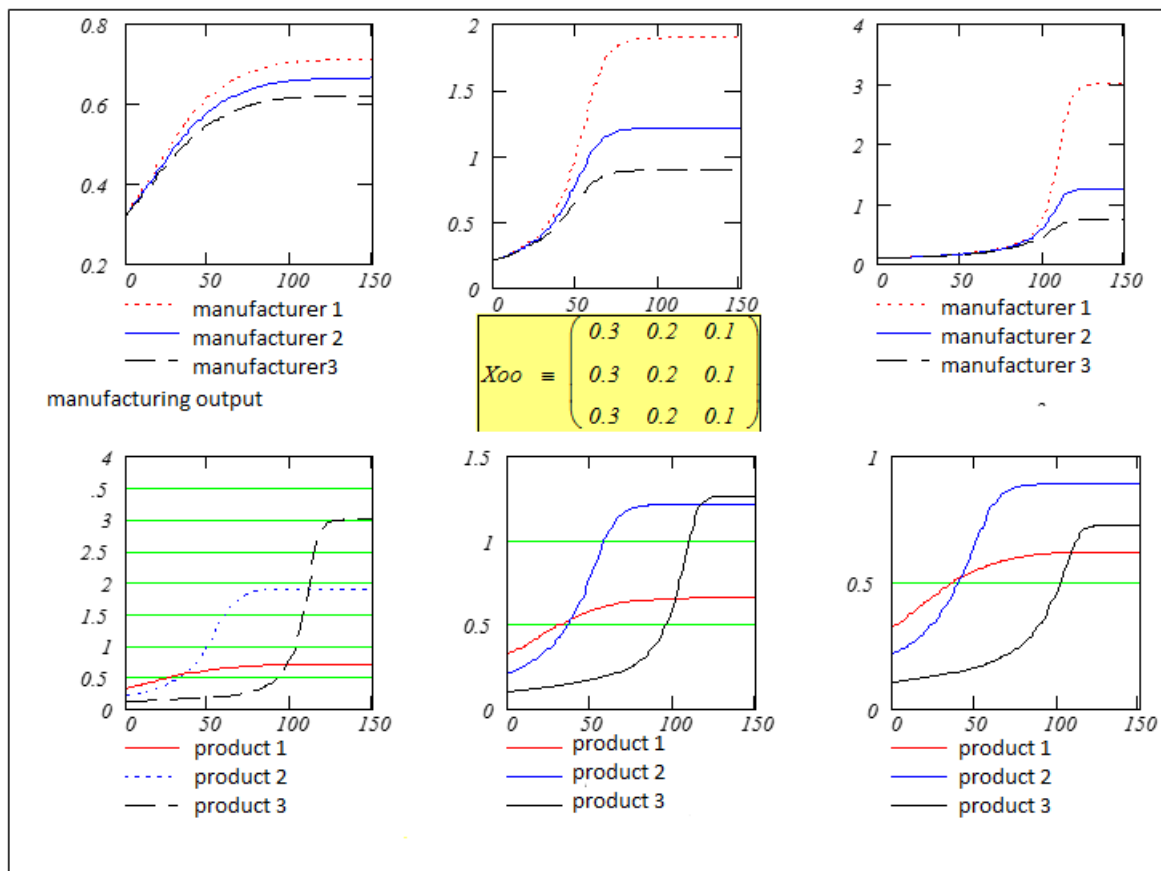 0.8
0.6
0.4
0.2
0 50 100 150
manufacturer 1
manufacturer 2
manufacturer3
manufacturing output
2
1.5
1
0.5
0
0 50 100 150
Xoo ≡
0.3 0.2 0.1
0.3 0.2 0.1
0.3 0.2 0.1
4
3
2
1
0
0 50 100 150
manufacturer 1
manufacturer 2
manufacturer 3
4
.5
3
2.5
2
1.5
1
0.5
0
0 50 100 150
product 1
product 2
product 3
1.5
1
0.5
0
0 50 100 150
product 1
product 2
product 3
1
0.5
0
0 50 100 150
product 1
product 2
product 3